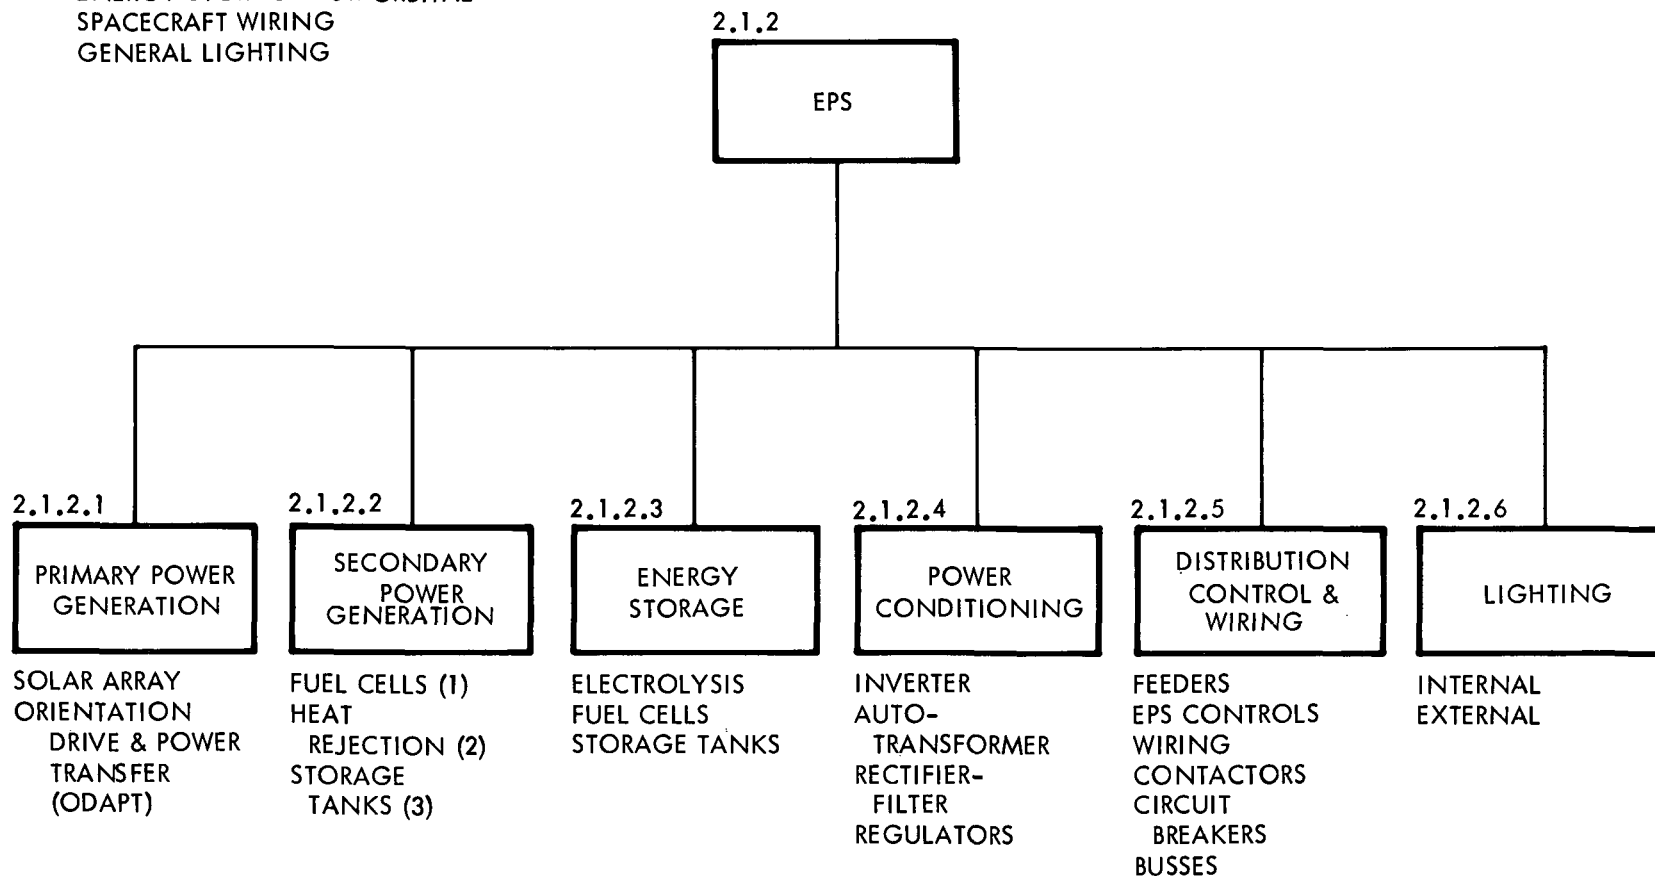 SPACECRAFT WIRING
GENERAL LIGHTING
2.1.2
EPS
2.1.2.1
PRIMARY POWER
GENERATION
SOLAR ARRAY
ORIENTATION
DRIVE & POWER
TRANSFER
(ODAPT)
2.1.2.2
SECONDARY
POWER
GENERATION
FUEL CELLS (1)
HEAT
REJECTION (2)
STORAGE
TANKS (3)
2.1.2.3
ENERGY
STORAGE
ELECTROLYSIS
FUEL CELLS
STORAGE TANKS
2.1.2.4
POWER
CONDITIONING
INVERTER
AUTO-
TRANSFORMER
RECTIFIER-
FILTER
REGULATORS
2.1.2.5
DISTRIBUTION
CONTROL &
WIRING
FEEDERS
EPS CONTROLS
WIRING
CONTACTORS
CIRCUIT
BREAKERS
BUSSES
2.1.2.6
LIGHTING
INTERNAL
EXTERNAL